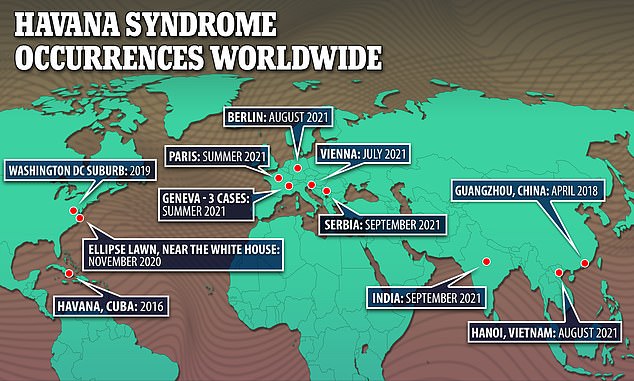 HAVANA SYNDROME
OCCURRENCES WORLDWIDE
BERLIN: AUGUST 2021
PARIS: SUMMER 2021
VIENNA: JULY 2021
WASHINGTON DC SUBURB: 2019
GENEVA - 3 CASES:
SUMMER 2021
GUANGZHOU, CHINA: APRIL 2018
SERBIA: SEPTEMBER 2021
ELLIPSE LAWN, NEAR THE WHITE HOUSE:
NOVEMBER 2020
HAVANA, CUBA: 2016
INDIA: SEPTEMBER 2021
HANOI, VIETNAM: AUGUST 2021